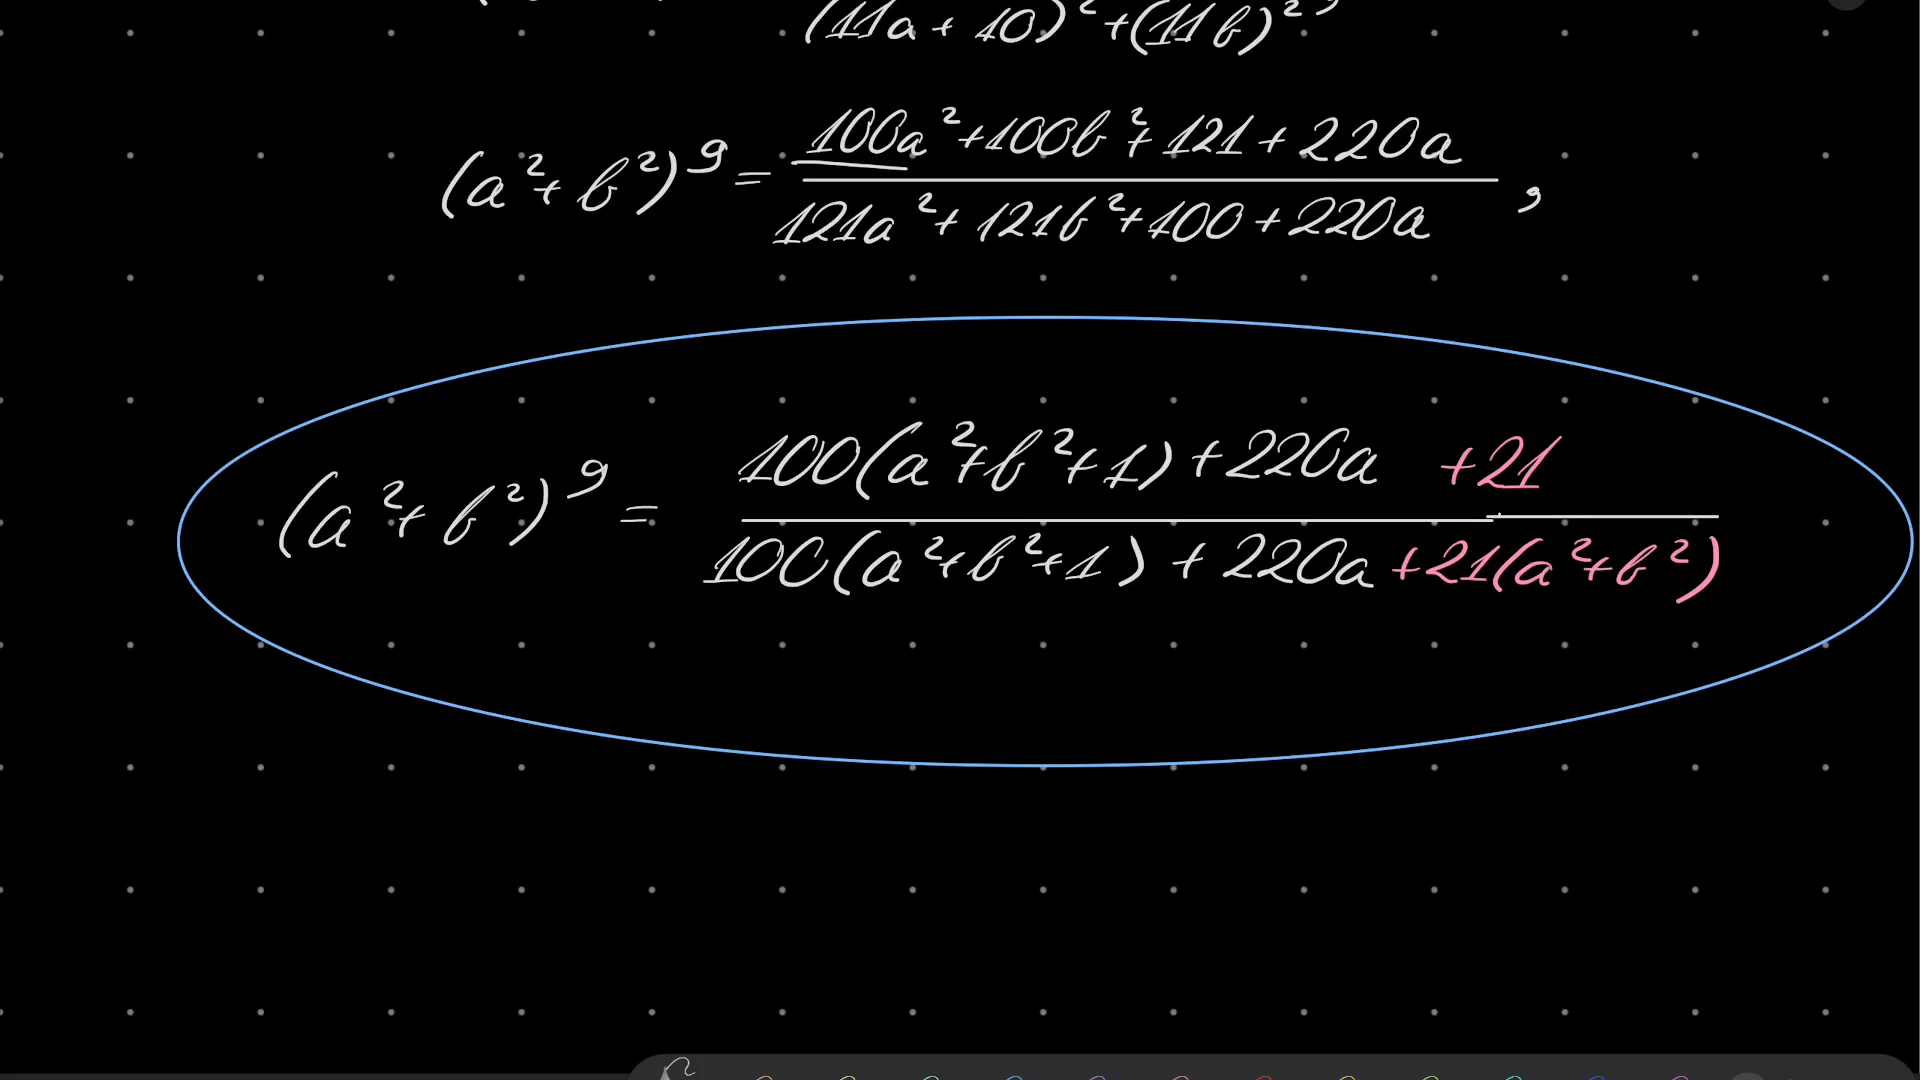 (11a + 10)² + (11b)²,
(a² + b²)⁹ = (100a² + 100b² + 121 + 220a) / (121a² + 121b² + 100 + 220a),
(a² + b²)⁹ = (100(a² + b² + 1) + 220a + 21) / (100(a² + b² + 1) + 220a + 21(a² + b²))